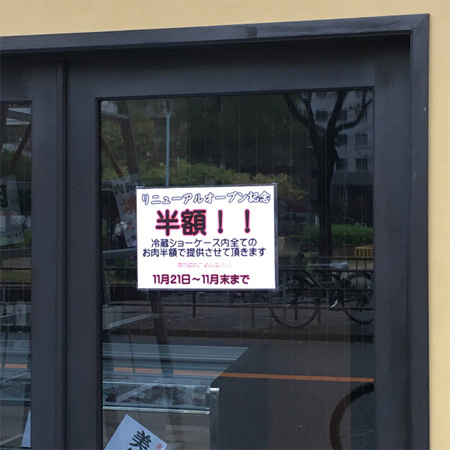 リニューアルオープン記念
半額！！
冷蔵ショーケース内全ての
お肉半額で提供させて頂きます
11月21日～11月末まで
肉
美